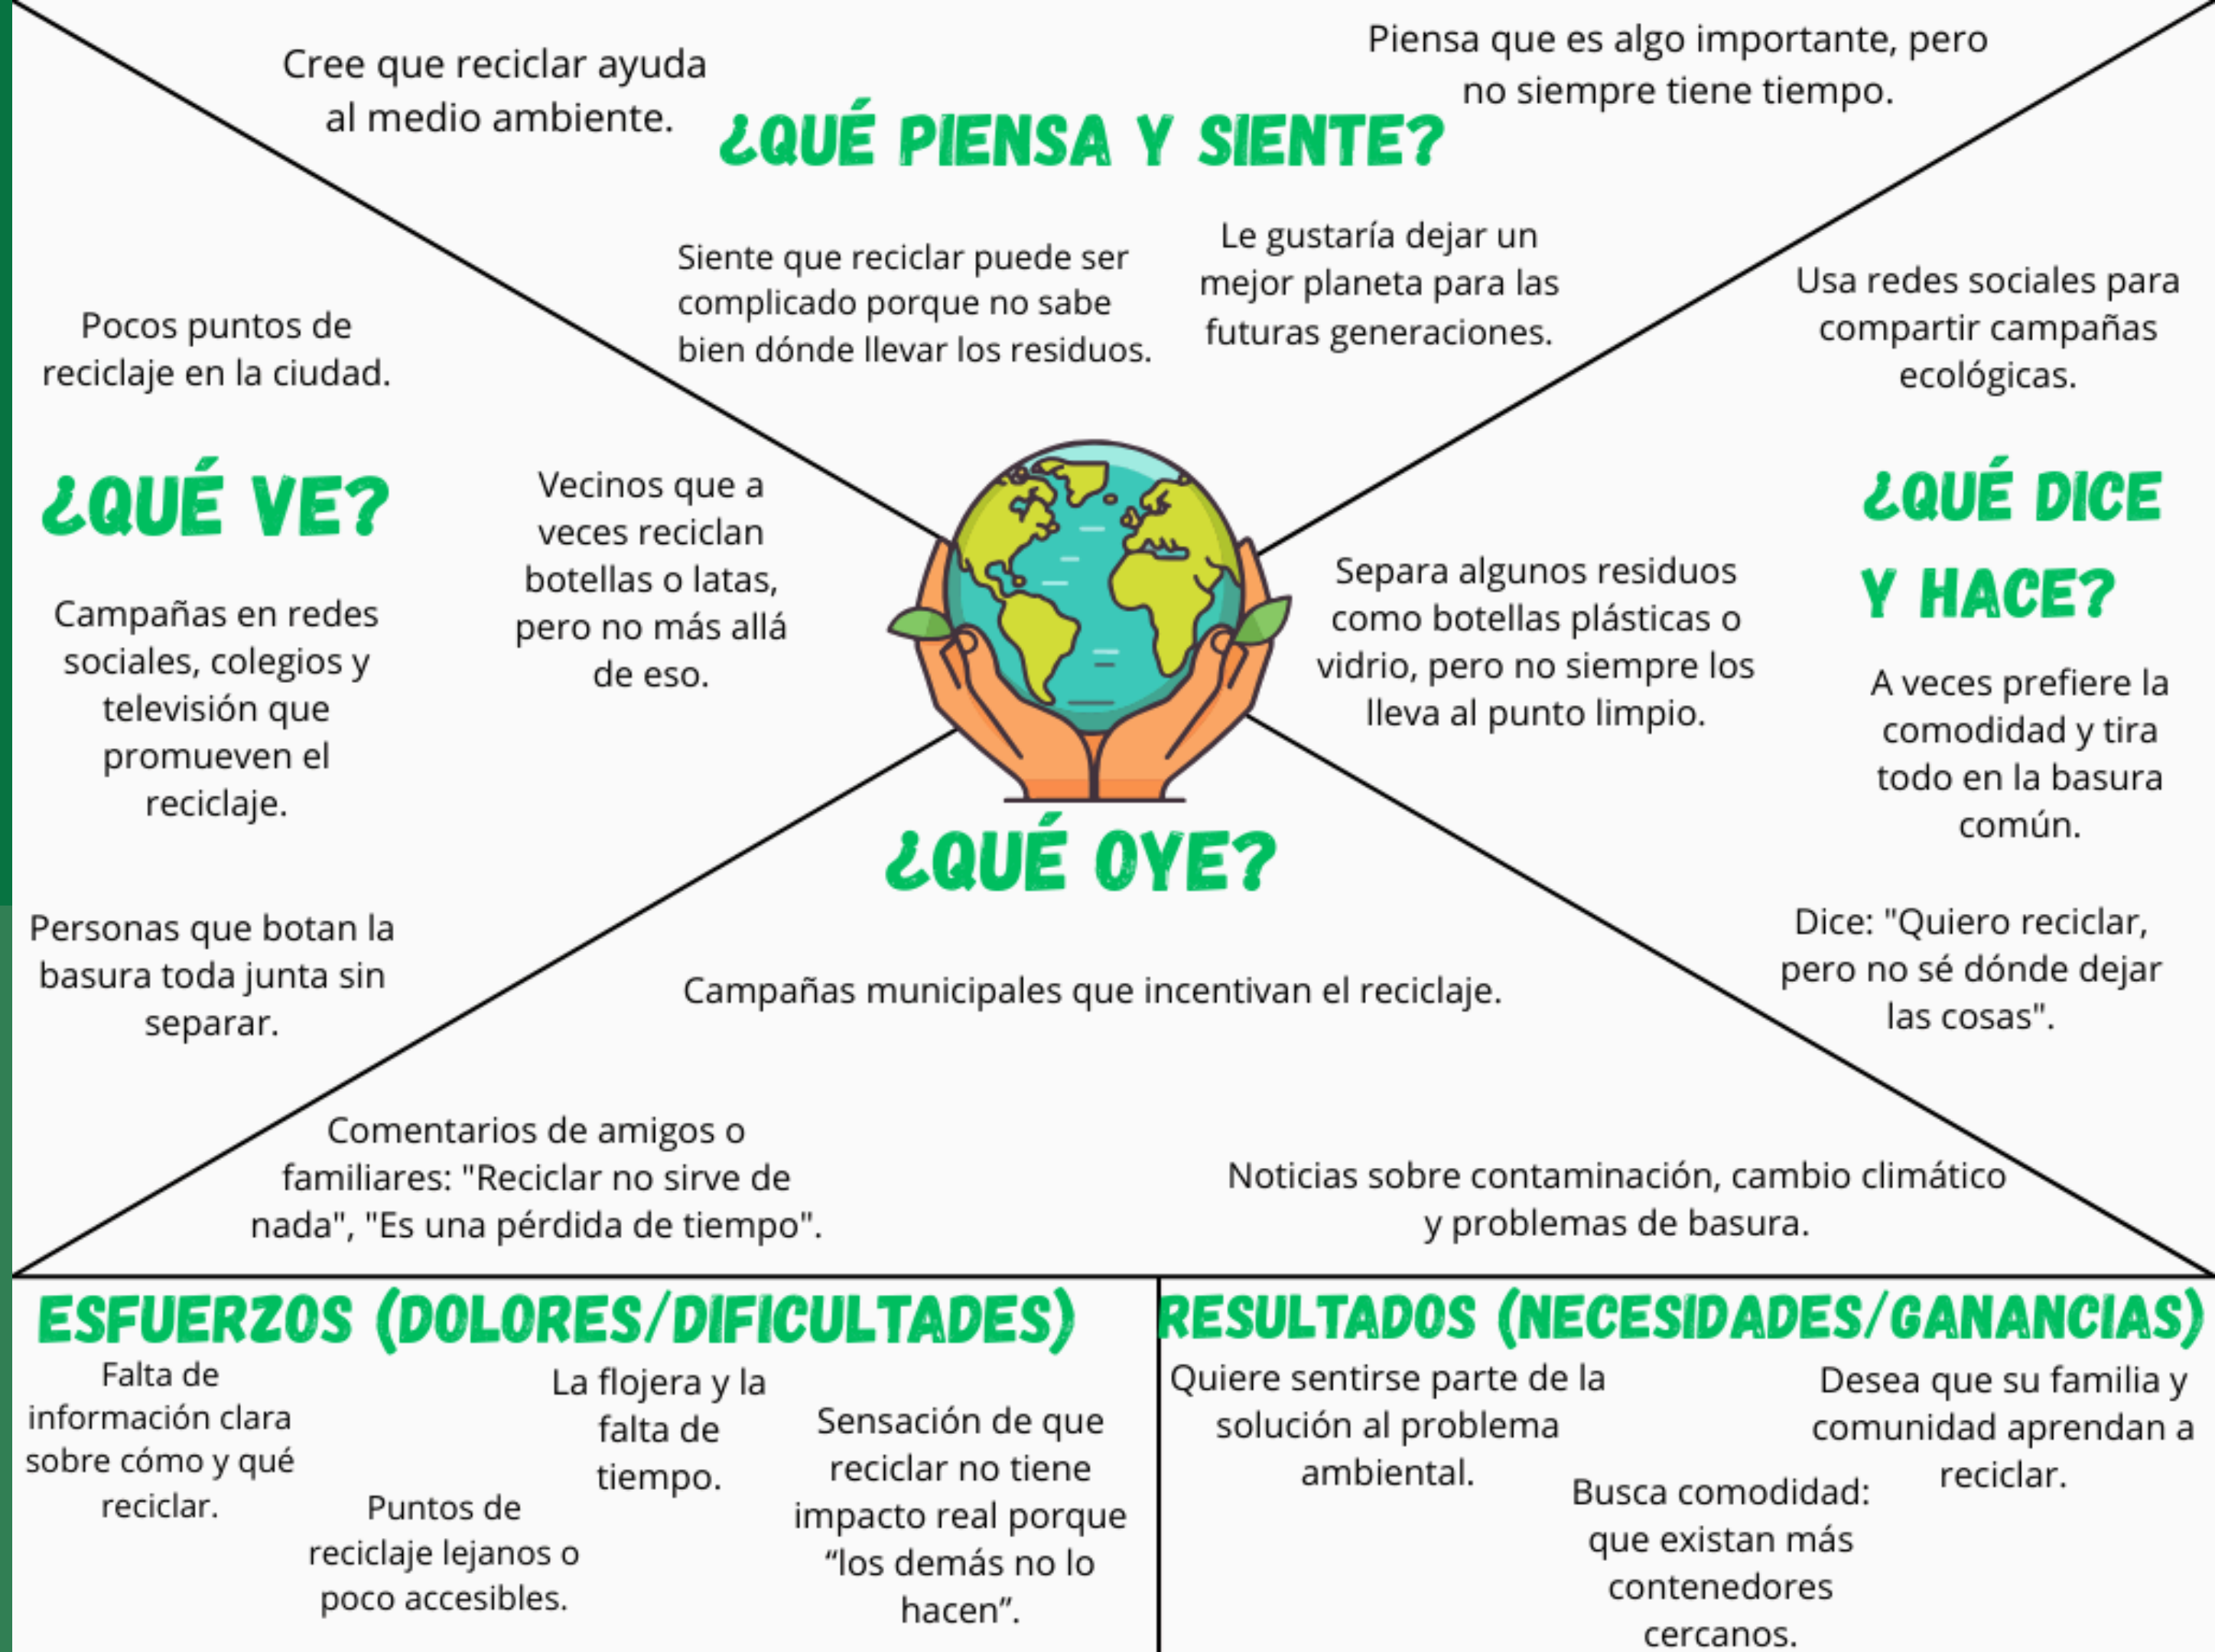 Cree que reciclar ayuda
al medio ambiente.
Piensa que es algo importante, pero
no siempre tiene tiempo.
¿QUÉ PIENSA Y SIENTE?
Siente que reciclar puede ser
complicado porque no sabe
bien dónde llevar los residuos.
Le gustaría dejar un
mejor planeta para las
futuras generaciones.
Pocos puntos de
reciclaje en la ciudad.
¿QUÉ VE?
Vecinos que a
veces reciclan
botellas o latas,
pero no más allá
de eso.
Campañas en redes
sociales, colegios y
televisión que
promueven el
reciclaje.
Personas que botan la
basura toda junta sin
separar.
Usa redes sociales para
compartir campañas
ecológicas.
¿QUÉ DICE
Y HACE?
Separa algunos residuos
como botellas plásticas o
vidrio, pero no siempre los
lleva al punto limpio.
A veces prefiere la
comodidad y tira
todo en la basura
común.
Dice: "Quiero reciclar,
pero no sé dónde dejar
las cosas".
¿QUÉ OYE?
Campañas municipales que incentivan el reciclaje.
Comentarios de amigos o
familiares: "Reciclar no sirve de
nada", "Es una pérdida de tiempo".
Noticias sobre contaminación, cambio climático
y problemas de basura.
ESFUERZOS (DOLORES/DIFICULTADES)
Falta de
información clara
sobre cómo y qué
reciclar.
Puntos de
reciclaje lejanos o
poco accesibles.
La flojera y la
falta de
tiempo.
Sensación de que
reciclar no tiene
impacto real porque
“los demás no lo
hacen”.
RESULTADOS (NECESIDADES/GANANCIAS)
Quiere sentirse parte de la
solución al problema
ambiental.
Busca comodidad:
que existan más
contenedores
cercanos.
Desea que su familia y
comunidad aprendan a
reciclar.